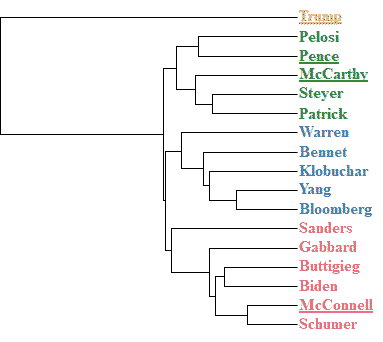 Trump
Pelosi
Pence
McCarthy
Steyer
Patrick
Warren
Bennet
Klobuchar
Yang
Bloomberg
Sanders
Gabbard
Buttigieg
Biden
McConnell
Schumer